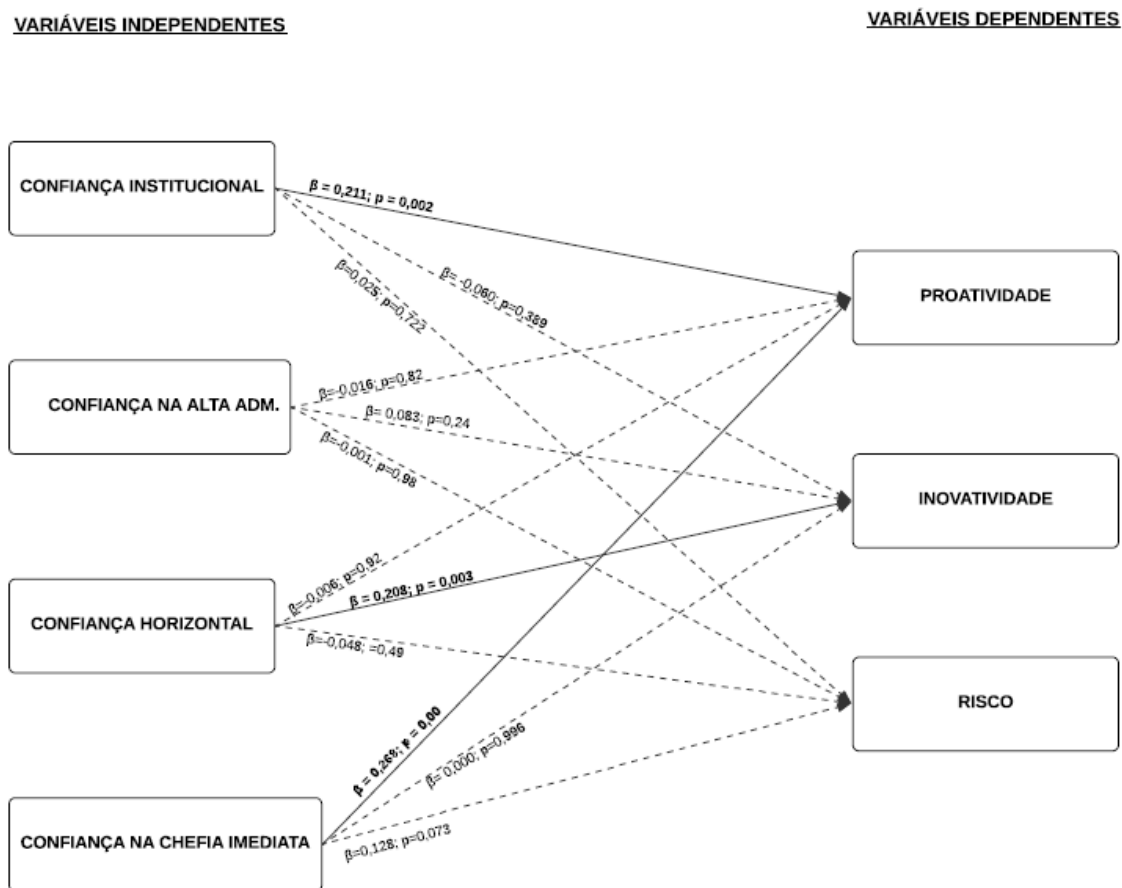 VARIÁVEIS INDEPENDENTES
VARIÁVEIS DEPENDENTES
CONFIANÇA INSTITUCIONAL
β = 0,211; p = 0,002
β= -0,060; p=0,389
β=0,025; p=0,722
PROATIVIDADE
CONFIANÇA NA ALTA ADM.
β=-0,016; p=0,82
β= 0,083; p=0,24
β=-0,001; p=0,98
INOVATIVIDADE
CONFIANÇA HORIZONTAL
β=-0,006; p=0,92
β = 0,208; p = 0,003
β=-0,048; =0,49
RISCO
CONFIANÇA NA CHEFIA IMEDIATA
β = 0,268; p = 0,00
β= 0,000; p=0,996
β=0,128; p=0,073